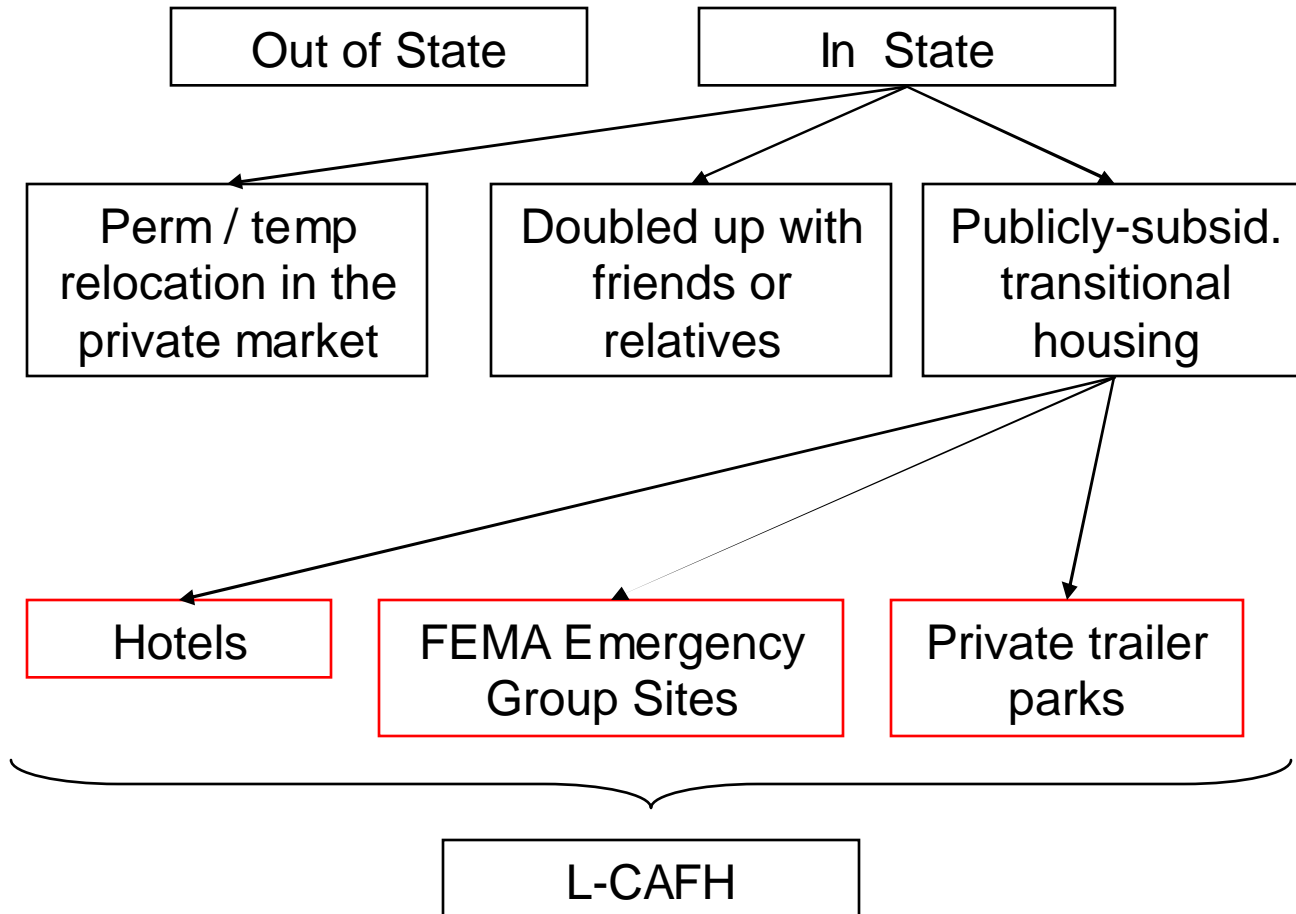 Out of State
In State
Perm / temp
relocation in the
private market
Doubled up with
friends or
relatives
Publicly-subsid.
transitional
housing
Hotels
FEMA Emergency
Group Sites
Private trailer
parks
L-CAFH